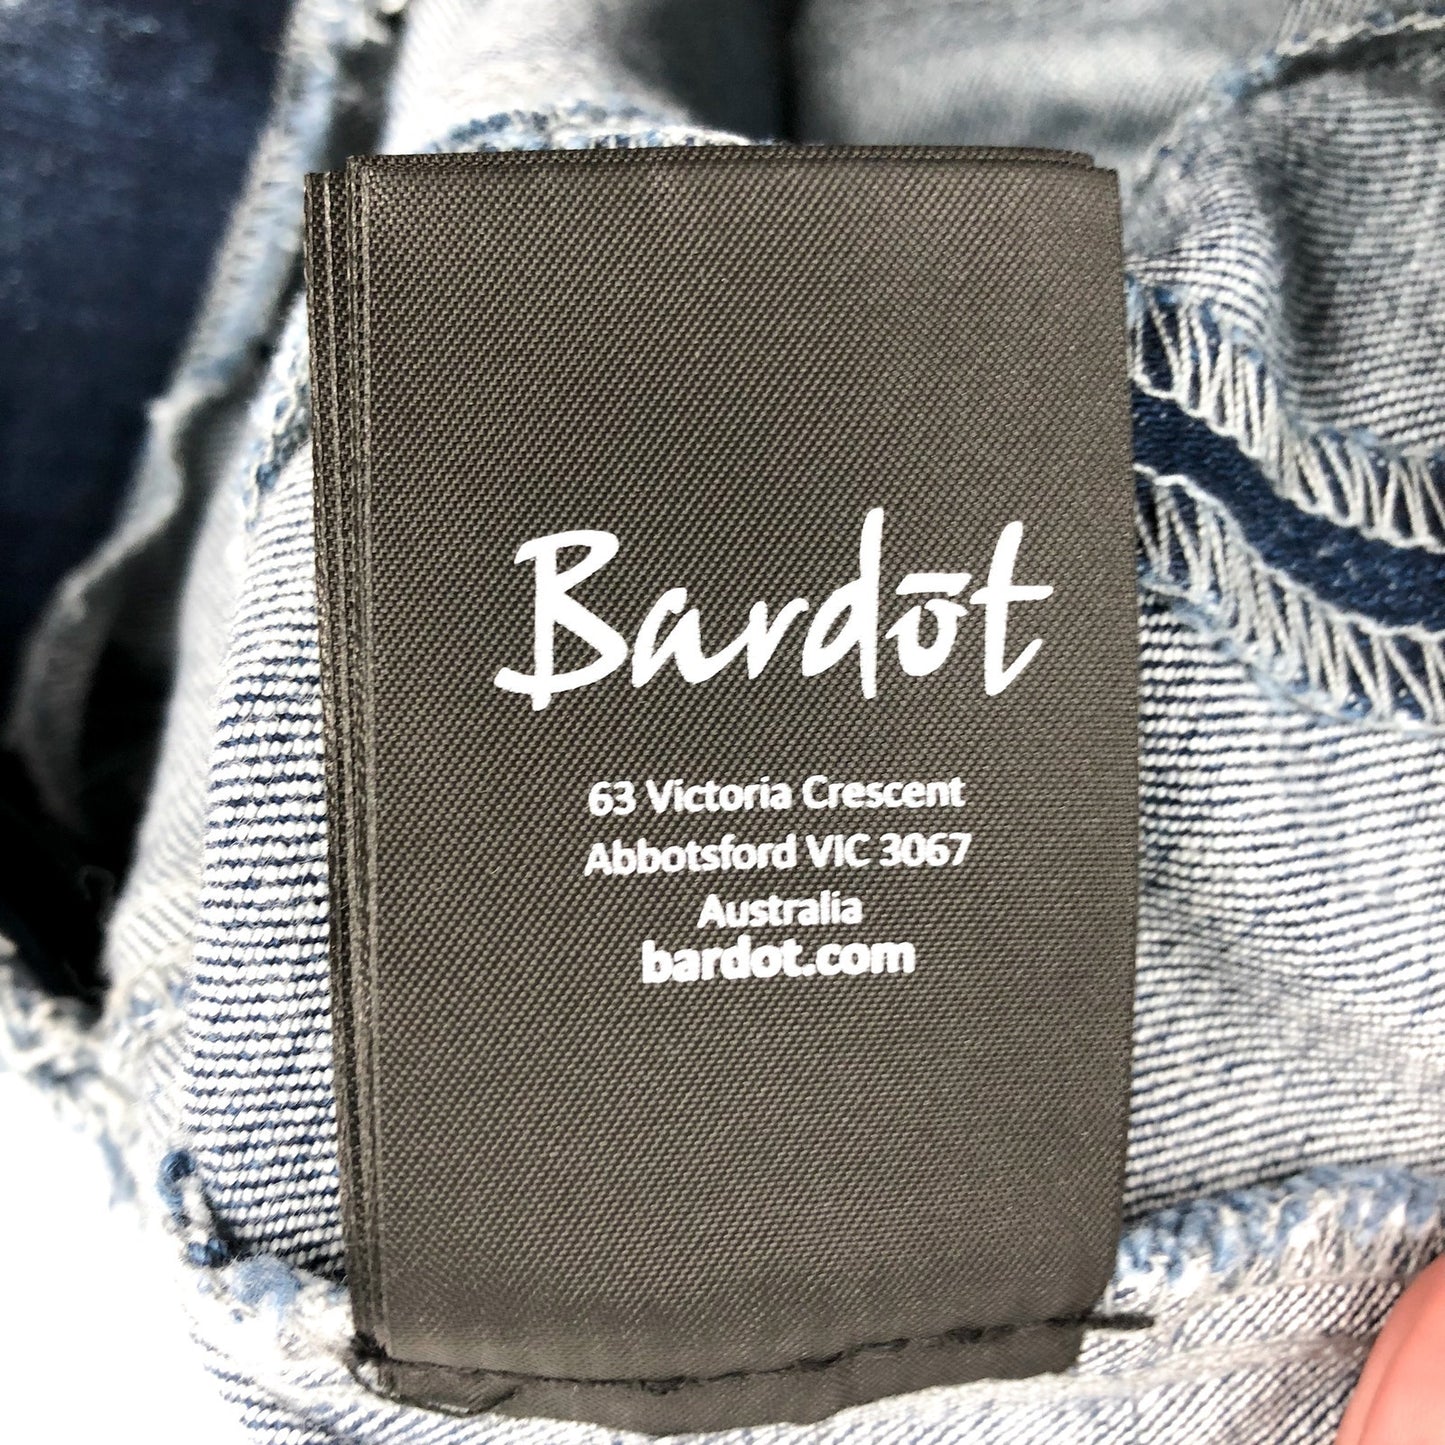 Bardōt
63 Victoria Crescent
Abbotsford VIC 3067
Australia
bardot.com